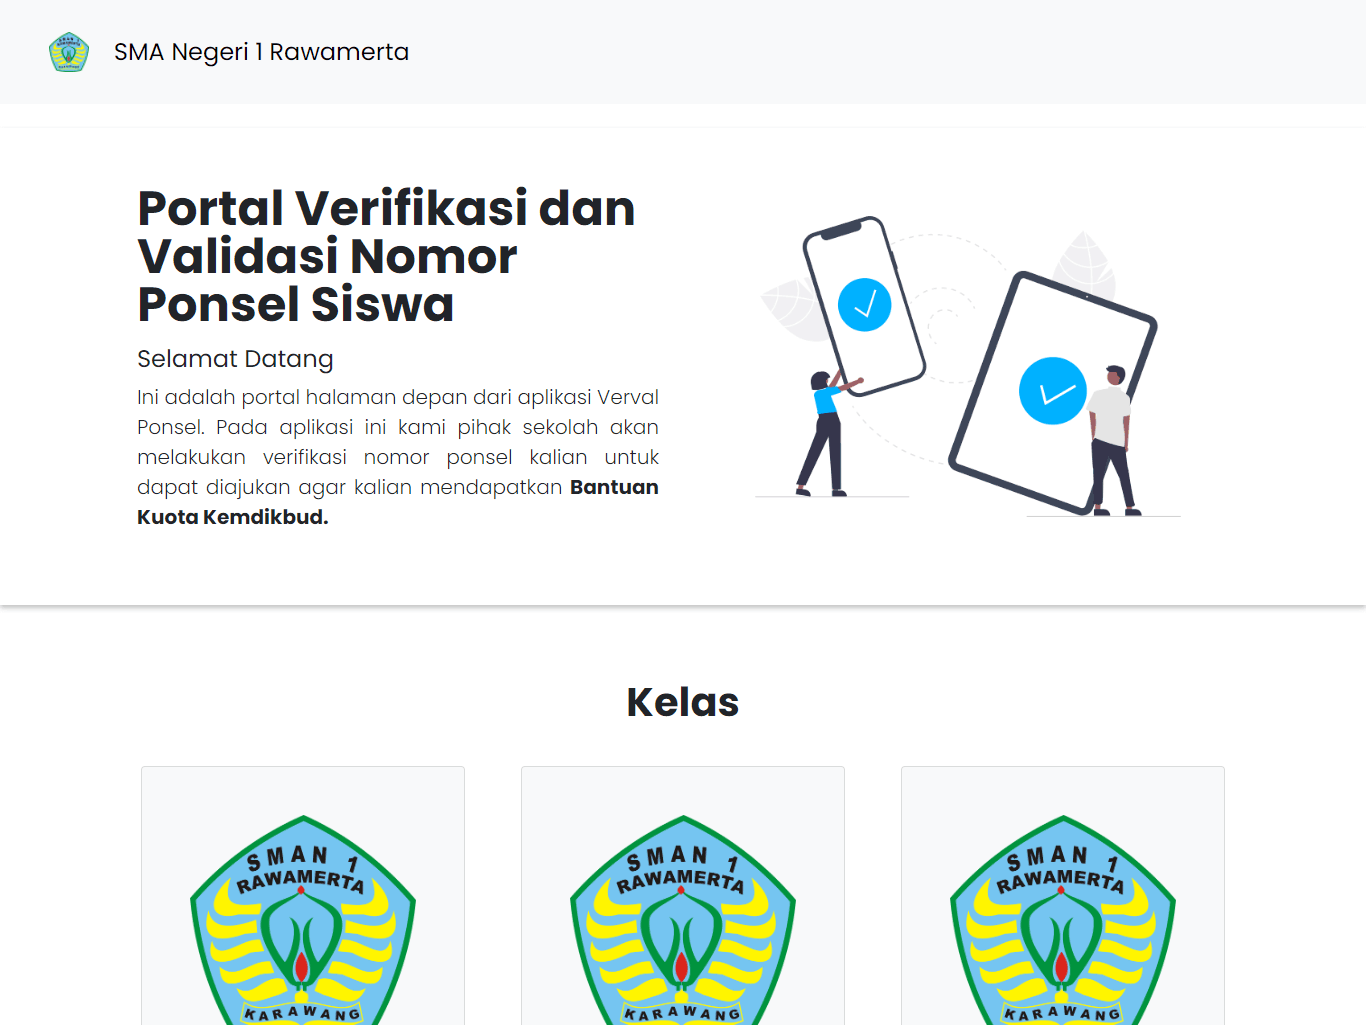 SMA Negeri 1 Rawamerta
Portal Verifikasi dan
Validasi Nomor
Ponsel Siswa
Selamat Datang
Ini adalah portal halaman depan dari aplikasi Verval
Ponsel. Pada aplikasi ini kami pihak sekolah akan
melakukan verifikasi nomor ponsel kalian untuk
dapat diajukan agar kalian mendapatkan Bantuan
Kuota Kemdikbud.
Kelas
SMAN 1
RAWAMERTA
KARAWANG
SMAN 1
RAWAMERTA
KARAWANG
SMAN 1
RAWAMERTA
KARAWANG